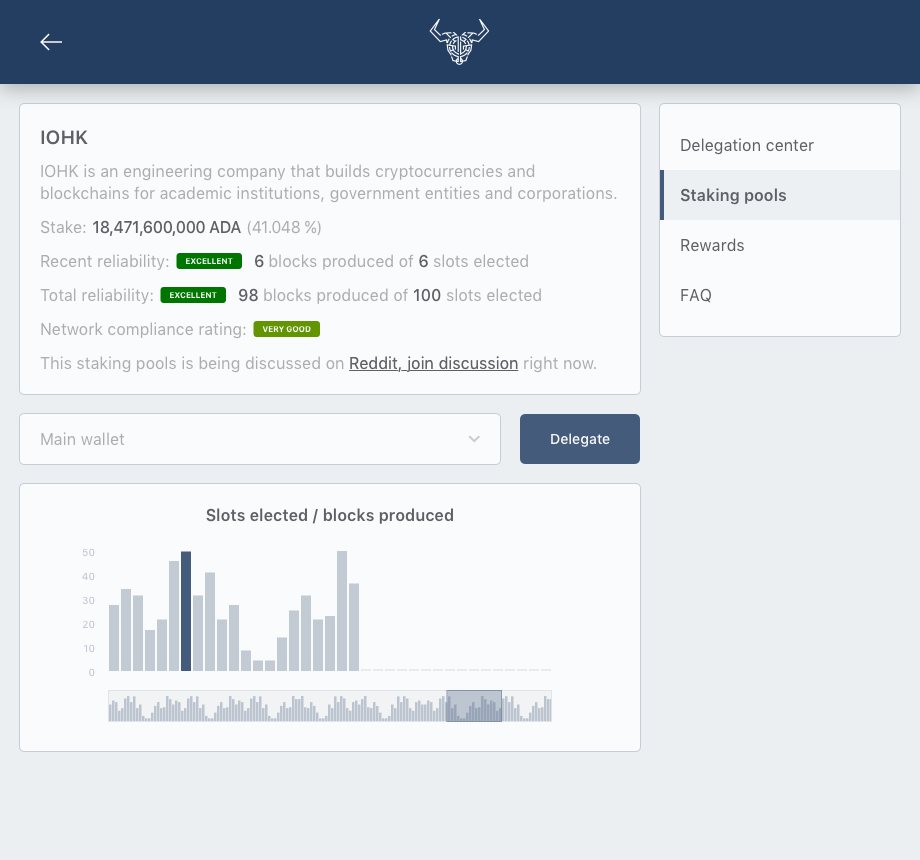 IOHK
IOHK is an engineering company that builds cryptocurrencies and
blockchains for academic institutions, government entities and corporations.
Stake: 18,471,600,000 ADA (41.048 %)
Recent reliability: EXCELLENT 6 blocks produced of 6 slots elected
Total reliability: EXCELLENT 98 blocks produced of 100 slots elected
Network compliance rating: VERY GOOD
This staking pools is being discussed on Reddit, join discussion right now.
Delegation center
Staking pools
Rewards
FAQ
Main wallet
Delegate
Slots elected / blocks produced
50
40
30
20
10
0